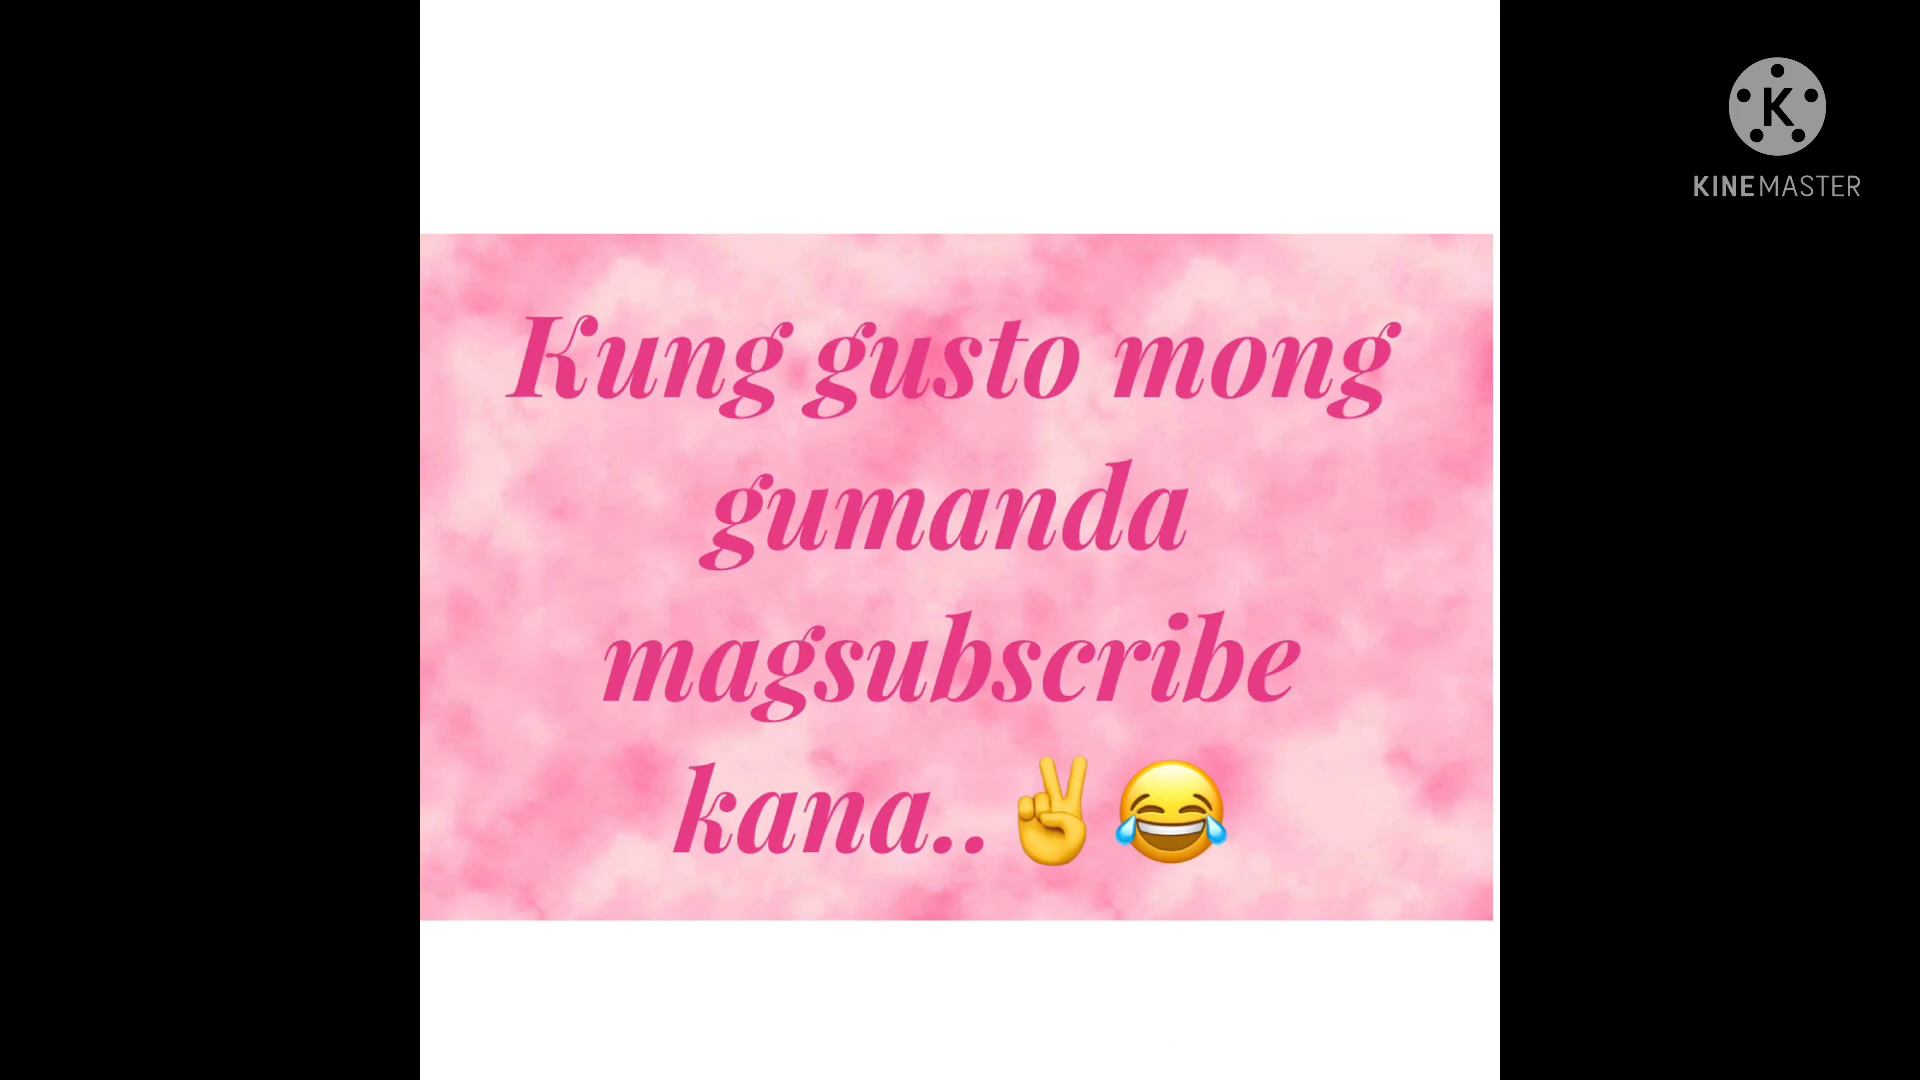 KINEMASTER
Kung gusto mong
gumanda
magsubscribe
kana..✌️😂